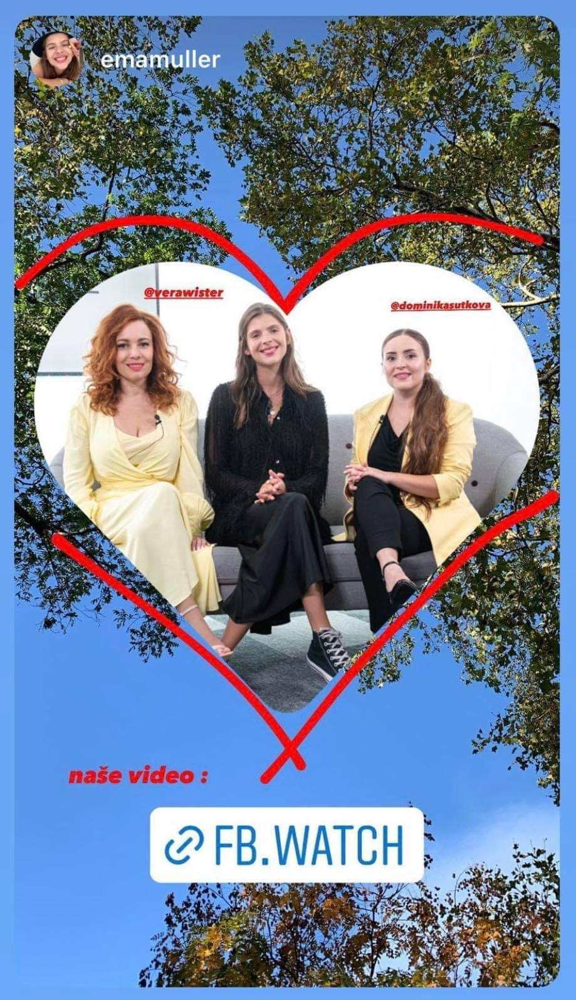 emamuller
@verawister
@dominikasutkova
naše video :
FB.WATCH